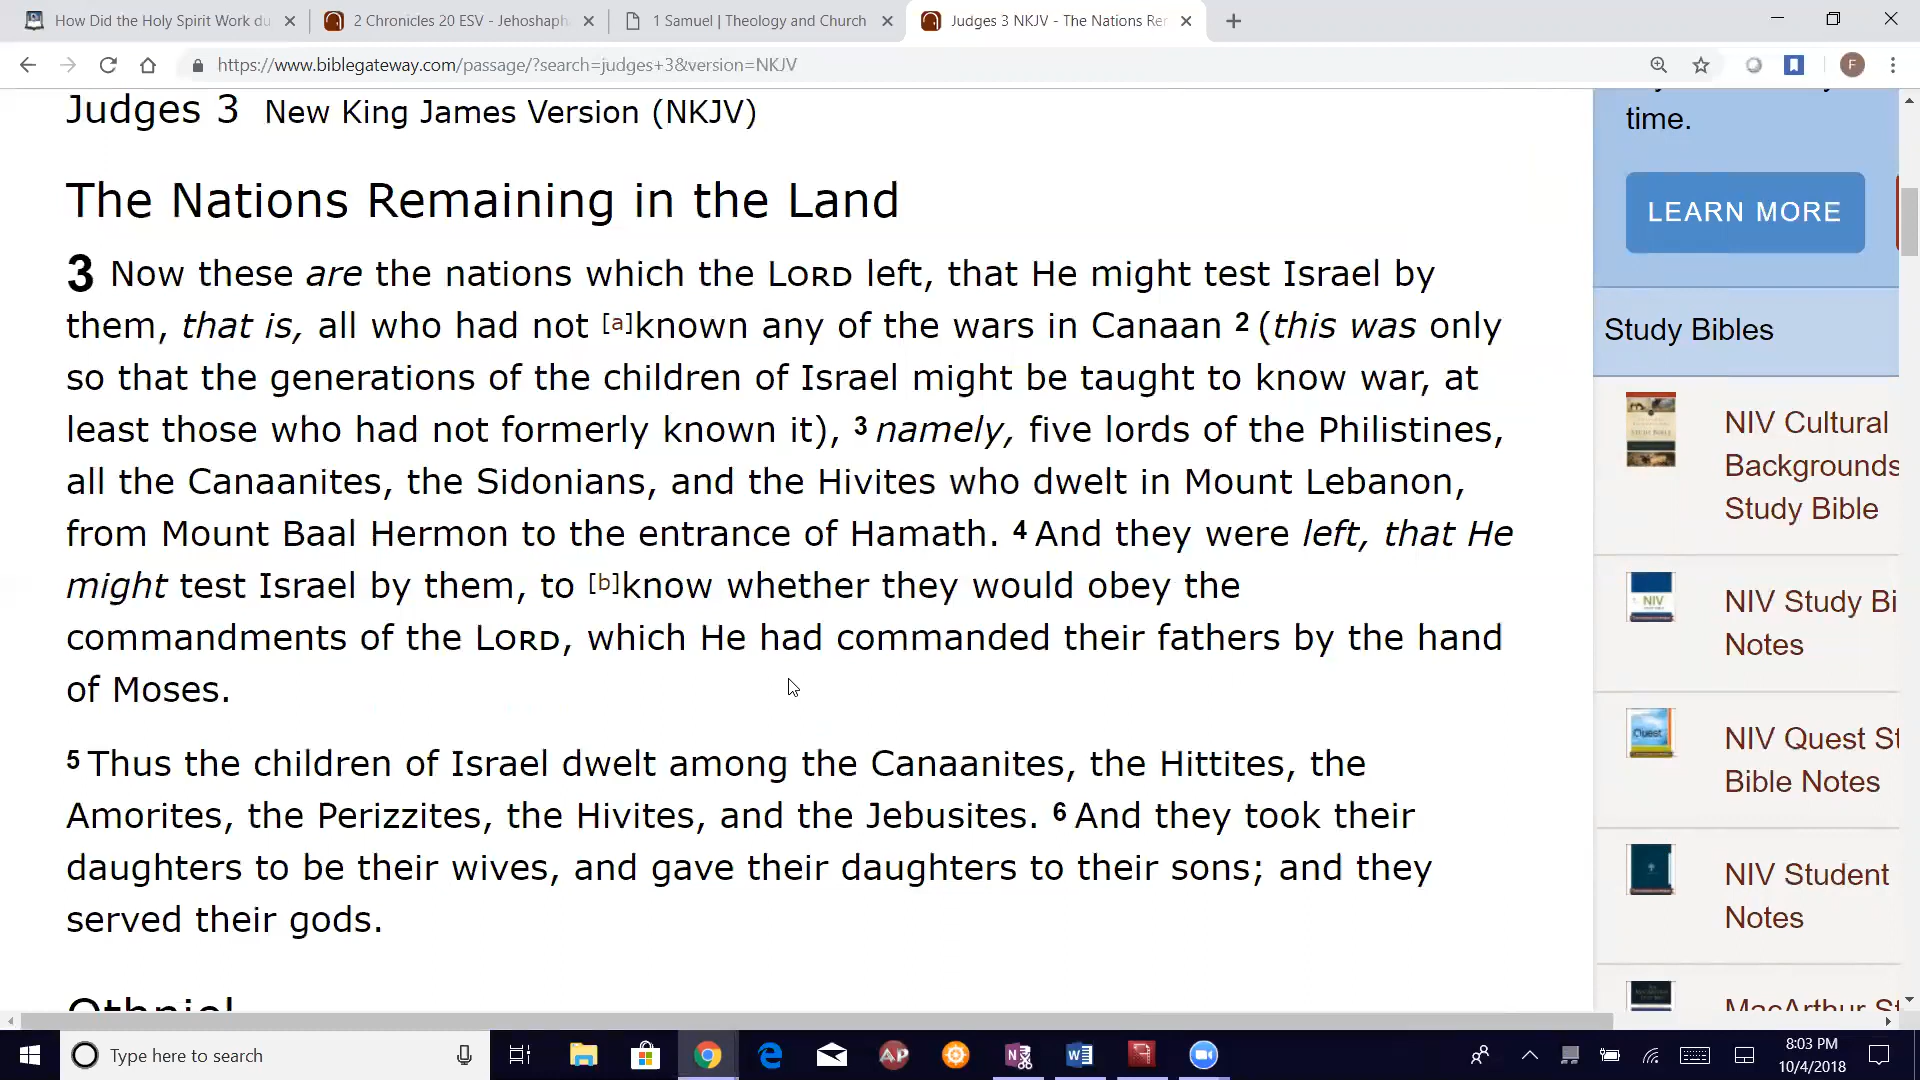 How Did the Holy Spirit Work du
2 Chronicles 20 ESV - Jehoshaph
1 Samuel | Theology and Church
Judges 3 NKJV - The Nations Re
https://www.biblegateway.com/passage/?search=judges+3&version=NKJV
F
Judges 3 New King James Version (NKJV)
The Nations Remaining in the Land
3 Now these are the nations which the LORD left, that He might test Israel by
them, that is, all who had not [a]known any of the wars in Canaan 2 (this was only
so that the generations of the children of Israel might be taught to know war, at
least those who had not formerly known it), 3 namely, five lords of the Philistines,
all the Canaanites, the Sidonians, and the Hivites who dwelt in Mount Lebanon,
from Mount Baal Hermon to the entrance of Hamath. 4 And they were left, that He
might test Israel by them, to [b]know whether they would obey the
commandments of the LORD, which He had commanded their fathers by the hand
of Moses.
5 Thus the children of Israel dwelt among the Canaanites, the Hittites, the
Amorites, the Perizzites, the Hivites, and the Jebusites. 6 And they took their
daughters to be their wives, and gave their daughters to their sons; and they
served their gods.
Othniel
time.
LEARN MORE
Study Bibles
NIV Cultural
Backgrounds
Study Bible
NIV
NIV Study Bi
Notes
Quest
NIV Quest St
Bible Notes
NIV Student
Notes
MacArthur St
Type here to search
AP
8:03 PM
10/4/2018